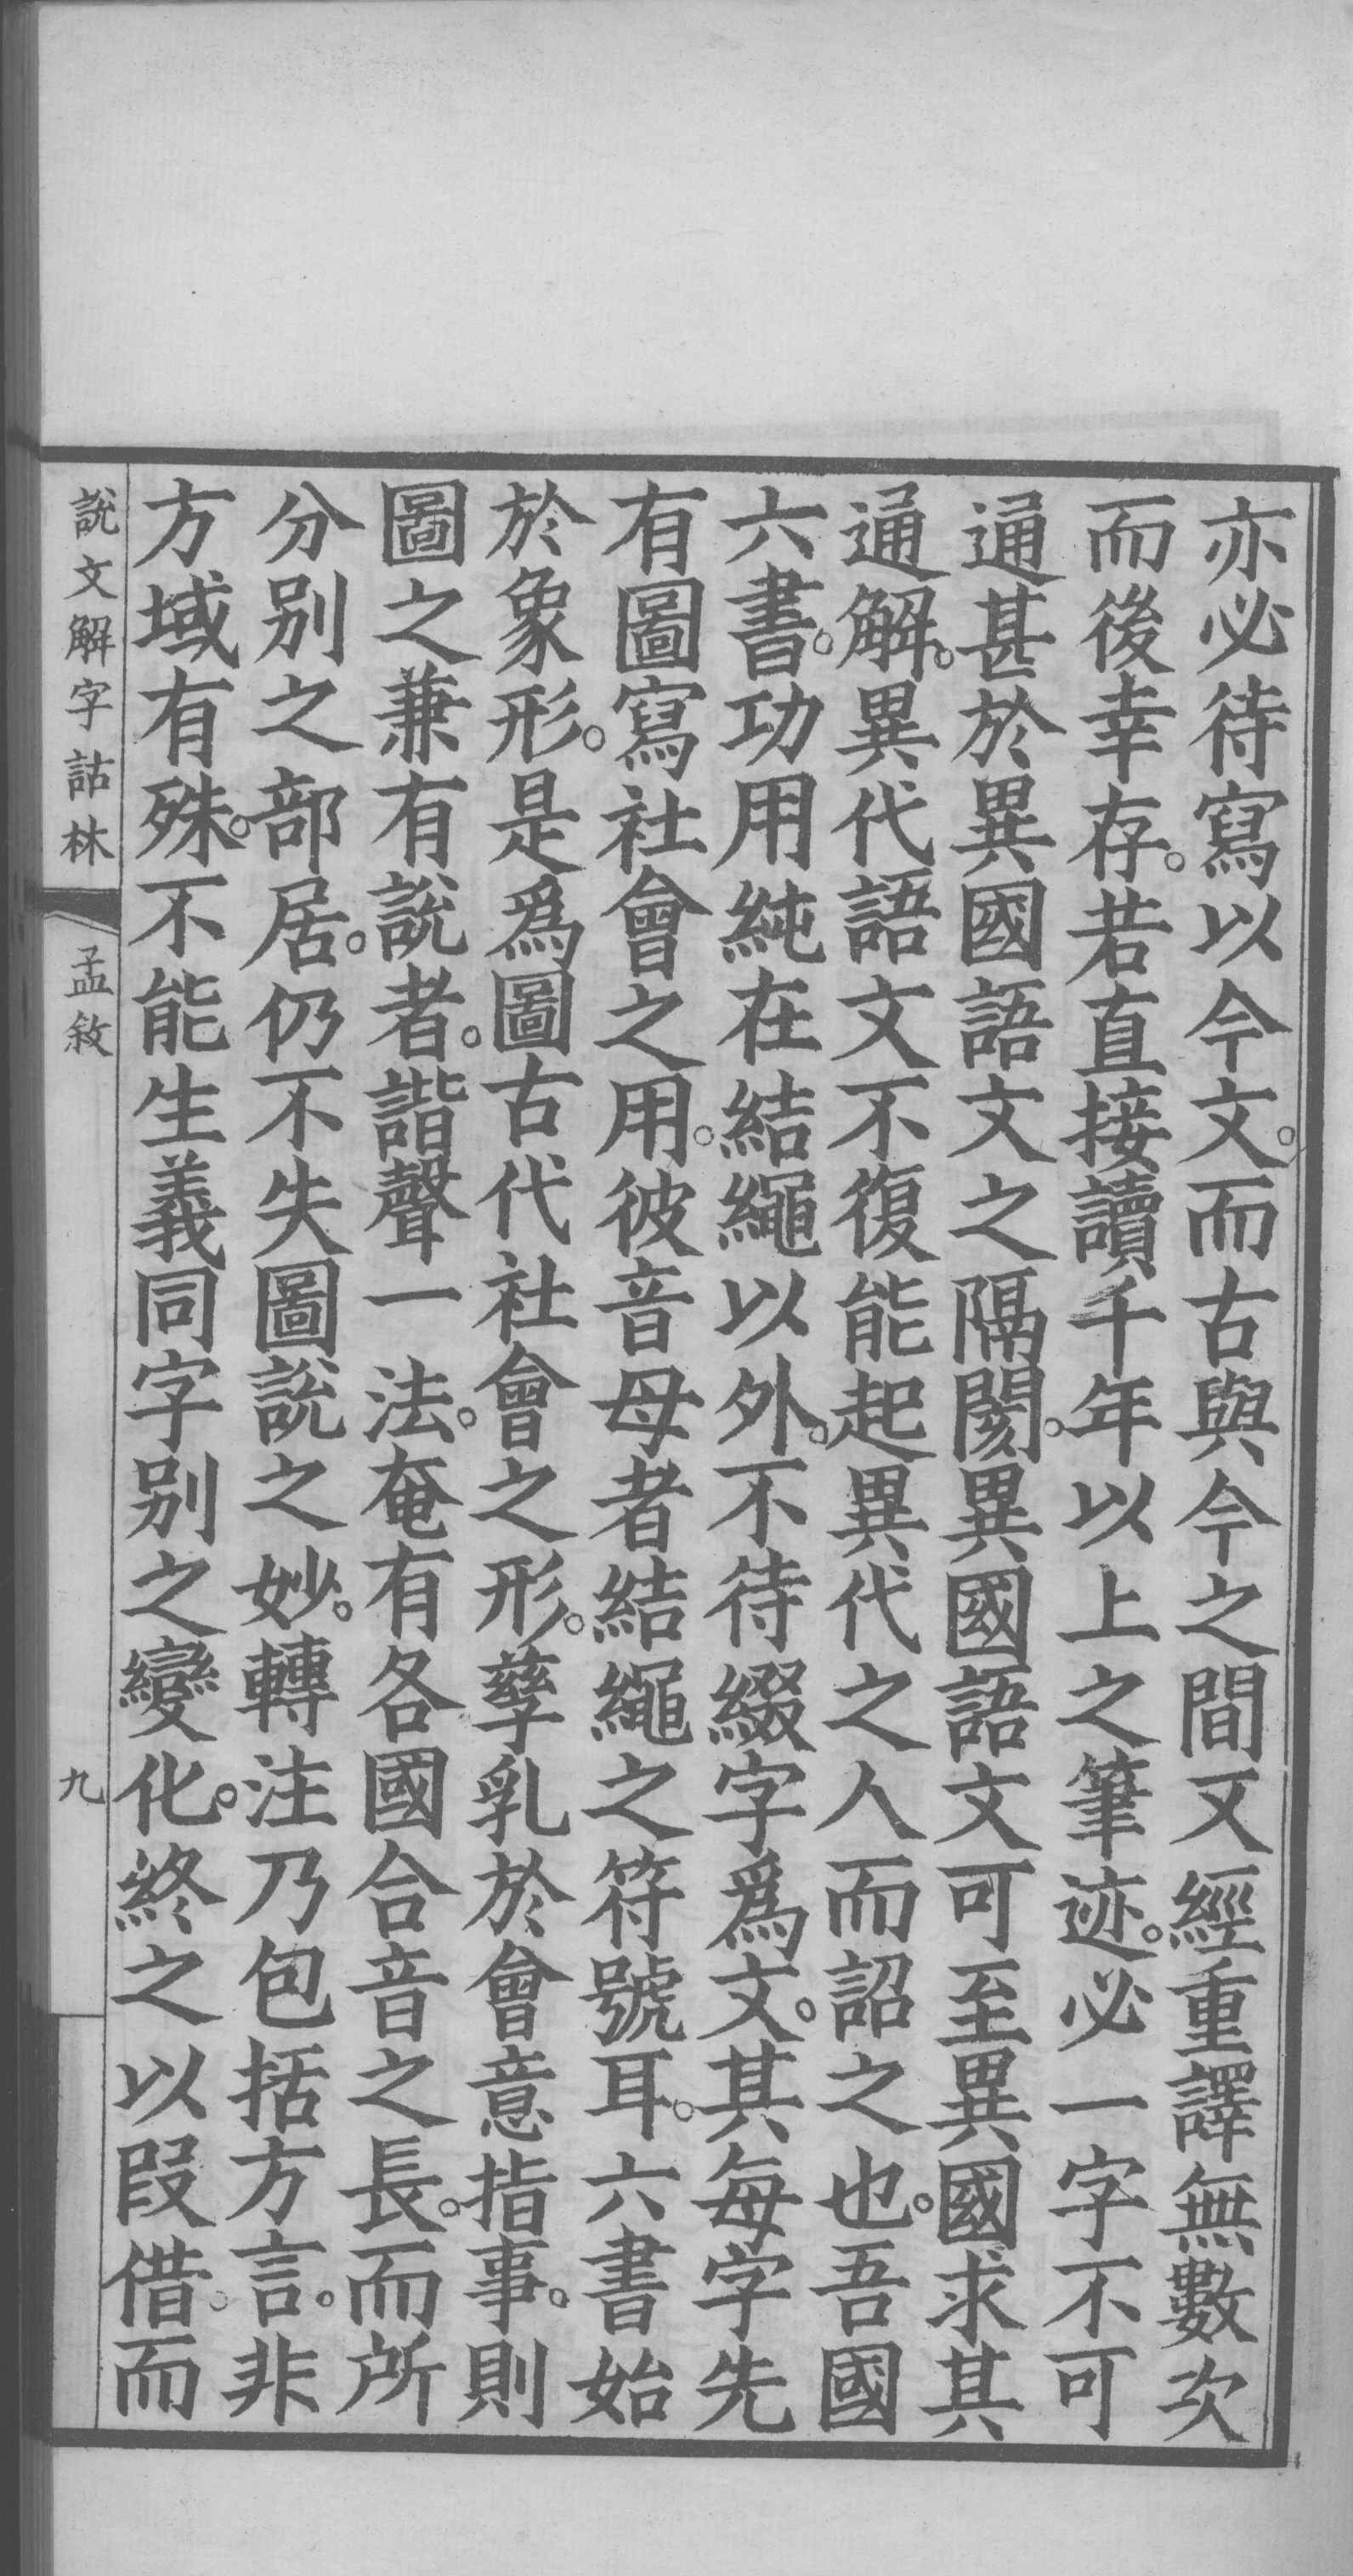 亦必待寫以今文。而古與今之間又經重譯無數次
而後幸存。若直接讀千年以上之筆迹。必一字不可
通甚於異國語文之隔閡。異國語文可至異國求其
通解。異代語文不復能起異代之人而詔之也。吾國
六書。功用純在結繩以外。不待綴字爲文。其每字先
有圖寫社會之用。彼音母者結繩之符號耳。六書始
於象形。是爲圖古代社會之形。孳乳於會意指事。則
圖之兼有說者。諧聲一法。奄有各國合音之長。而所
分别之部居。仍不失圖說之妙。轉注乃包括方言。非
方域有殊。不能生義同字别之變化。終之以叚借。而
說文解字詁林
孟敘
九